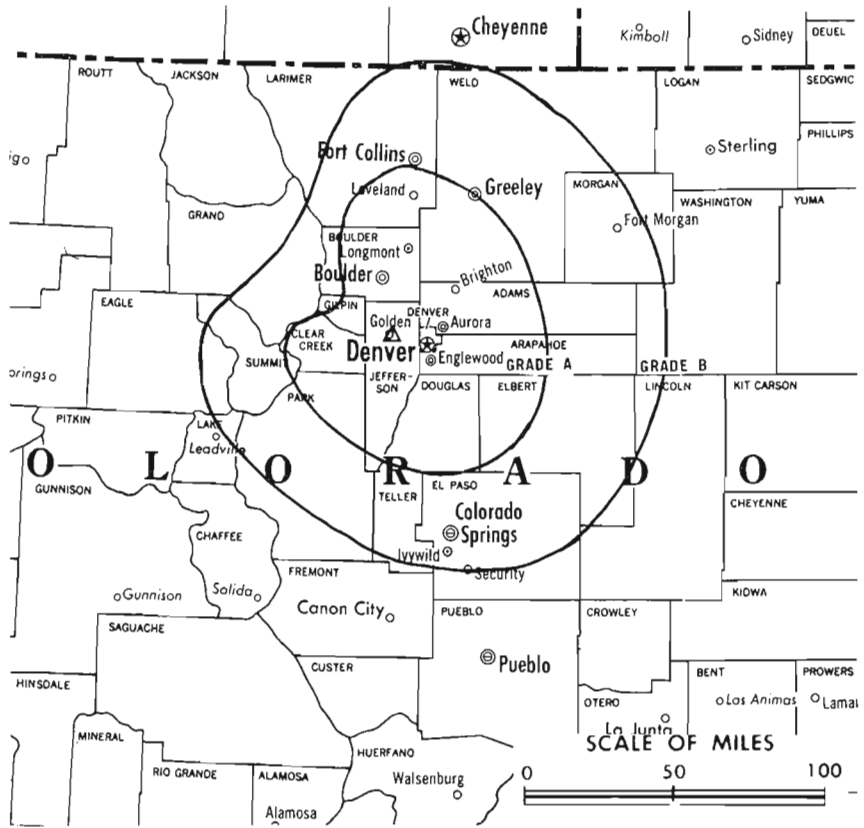 Cheyenne
Kimball
Sidney
DEUEL
ROUTT
JACKSON
LARIMER
WELD
LOGAN
SEDGWIC
PHILLIPS
Fort Collins
Sterling
igo
Loveland
Greeley
MORGAN
WASHINGTON
YUMA
GRAND
Fort Morgan
BOULDER
Longmont
Boulder
Brighton
EAGLE
GILPIN
ADAMS
DENVER
Golden
Aurora
CLEAR
CREEK
ARAPAHOE
Denver
Englewood
GRADE A
GRADE B
SUMMIT
orings
JEFFER-
SON
DOUGLAS
ELBERT
LINCOLN
KIT CARSON
PARK
PITKIN
LAKE
Leadville
O L O R A D O
GUNNISON
TELLER
EL PASO
CHEYENNE
Colorado
Springs
CHAFFEE
Ivywild
Security
FREMONT
KIOWA
Gunnison
Salida
Canon City
PUEBLO
CROWLEY
SAGUACHE
Pueblo
CUSTER
HINSDALE
BENT
PROWERS
OTERO
Las Animas
Lamar
La Junta
MINERAL
SCALE OF MILES
HUERFANO
RIO GRANDE
ALAMOSA
Walsenburg
0 50 100
Alamosa